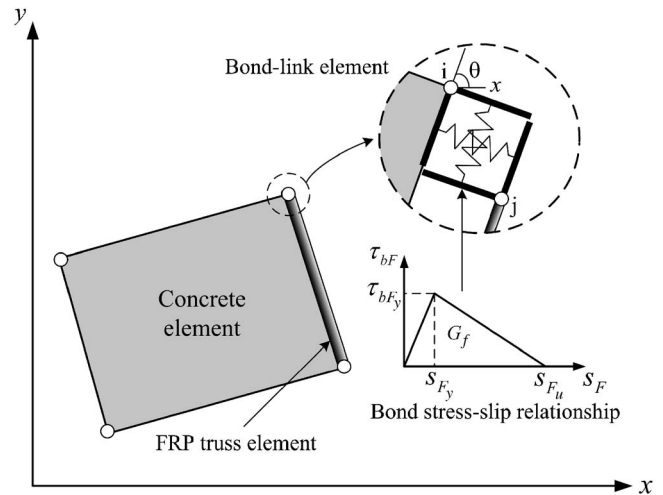 y
Bond-link element
i
θ
x
j
τbF
τbFy
Gf
Concrete
element
sFy
sFu
sF
Bond stress-slip relationship
FRP truss element
x